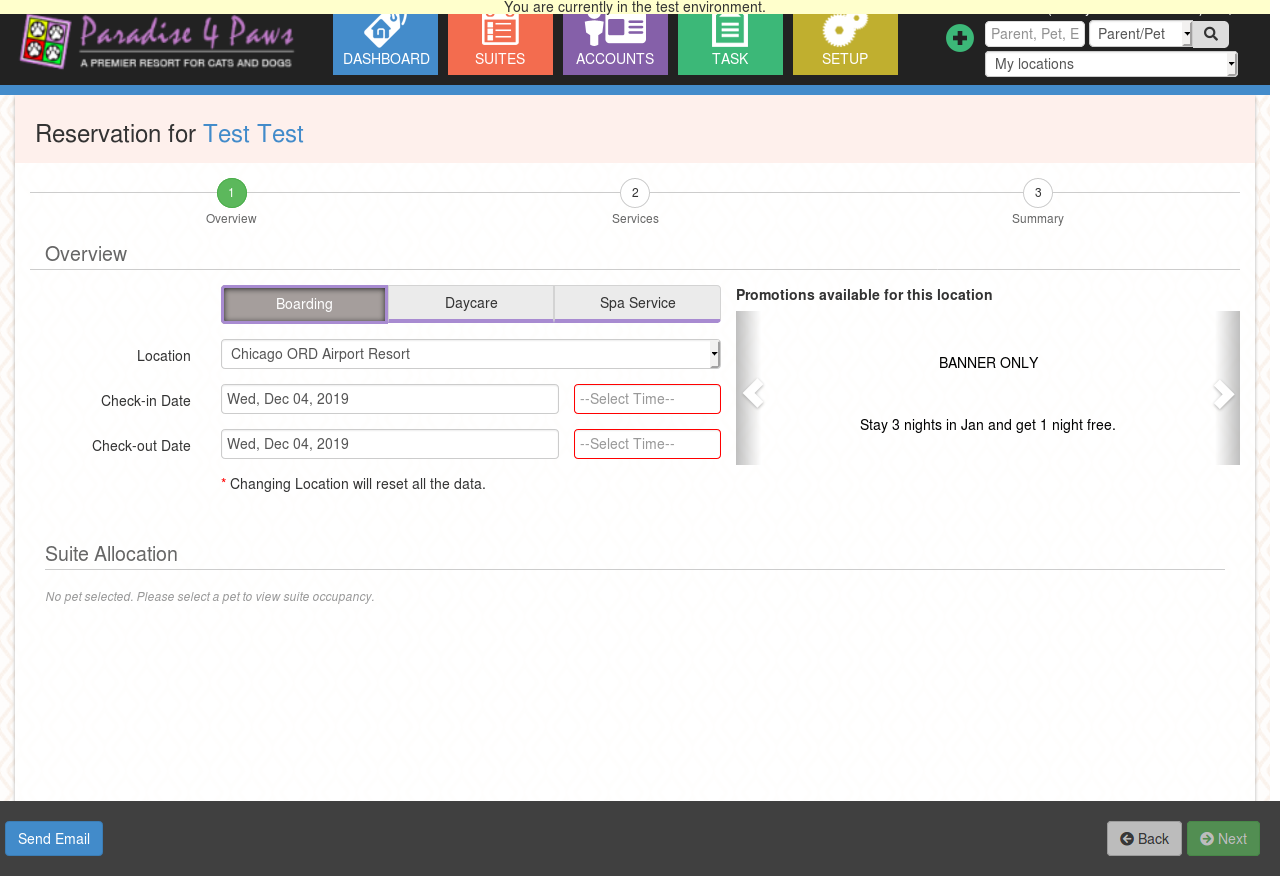 You are currently in the test environment.
Paradise 4 Paws
A PREMIER RESORT FOR CATS AND DOGS
DASHBOARD
SUITES
ACCOUNTS
TASK
SETUP
Parent, Pet, E
Parent/Pet
My locations
Reservation for Test Test
1
2
3
Overview
Services
Summary
Overview
Boarding
Daycare
Spa Service
Promotions available for this location
Location
Chicago ORD Airport Resort
BANNER ONLY
Check-in Date
Wed, Dec 04, 2019
--Select Time--
Stay 3 nights in Jan and get 1 night free.
Check-out Date
Wed, Dec 04, 2019
--Select Time--
* Changing Location will reset all the data.
Suite Allocation
No pet selected. Please select a pet to view suite occupancy.
Send Email
Back
Next